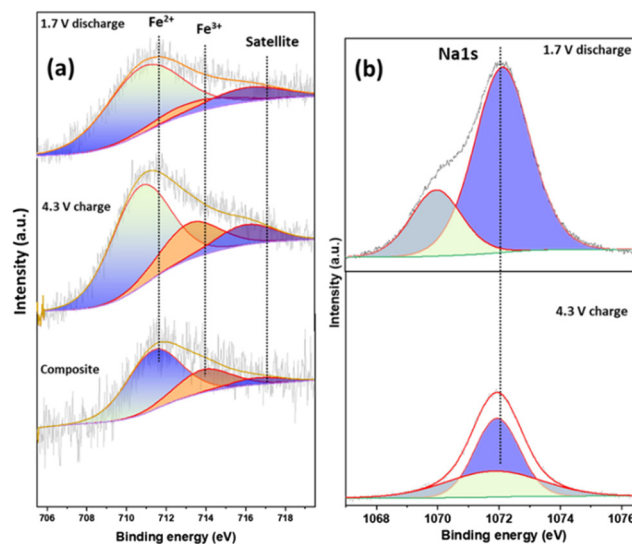 1.7 V discharge
Fe2+
Fe3+
Satellite
(a)
4.3 V charge
Composite
Intensity (a.u.)
706 708 710 712 714 716 718
Binding energy (eV)
1.7 V discharge
Na1s
(b)
4.3 V charge
Intensity (a.u.)
1068 1070 1072 1074 1076
Binding energy (eV)